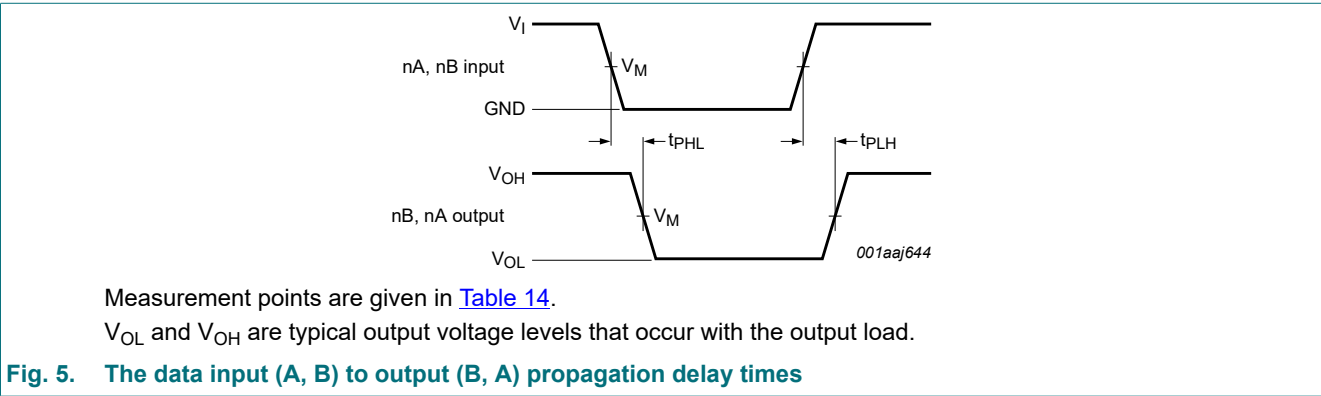 VI
nA, nB input
VM
GND
tPHL
tPLH
VOH
nB, nA output
VM
VOL
001aaj644
Measurement points are given in Table 14.
VOL and VOH are typical output voltage levels that occur with the output load.
Fig. 5. The data input (A, B) to output (B, A) propagation delay times